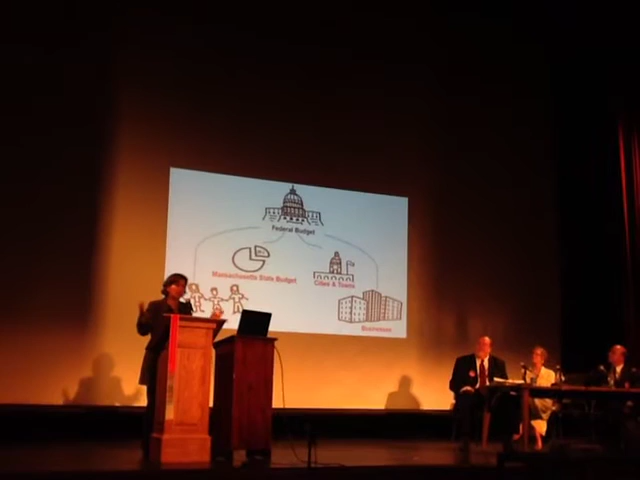 Federal Budget
Massachusetts State Budget
Cities & Towns
Businesses